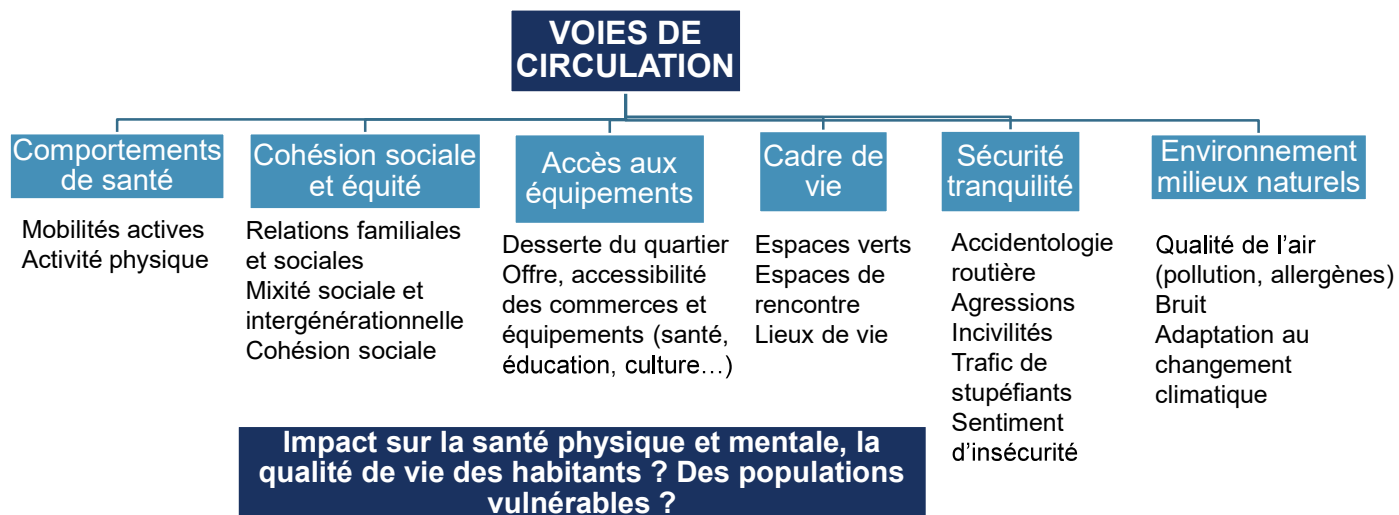 VOIES DE
CIRCULATION
Comportements
de santé
Mobilités actives
Activité physique
Cohésion sociale
et équité
Relations familiales
et sociales
Mixité sociale et
intergénérationnelle
Cohésion sociale
Accès aux
équipements
Desserte du quartier
Offre, accessibilité
des commerces et
équipements (santé,
éducation, culture…)
Cadre de
vie
Espaces verts
Espaces de
rencontre
Lieux de vie
Sécurité
tranquilité
Accidentologie
routière
Agressions
Incivilités
Trafic de
stupéfiants
Sentiment
d’insécurité
Environnement
milieux naturels
Qualité de l’air
(pollution, allergènes)
Bruit
Adaptation au
changement
climatique
Impact sur la santé physique et mentale, la
qualité de vie des habitants ? Des populations
vulnérables ?